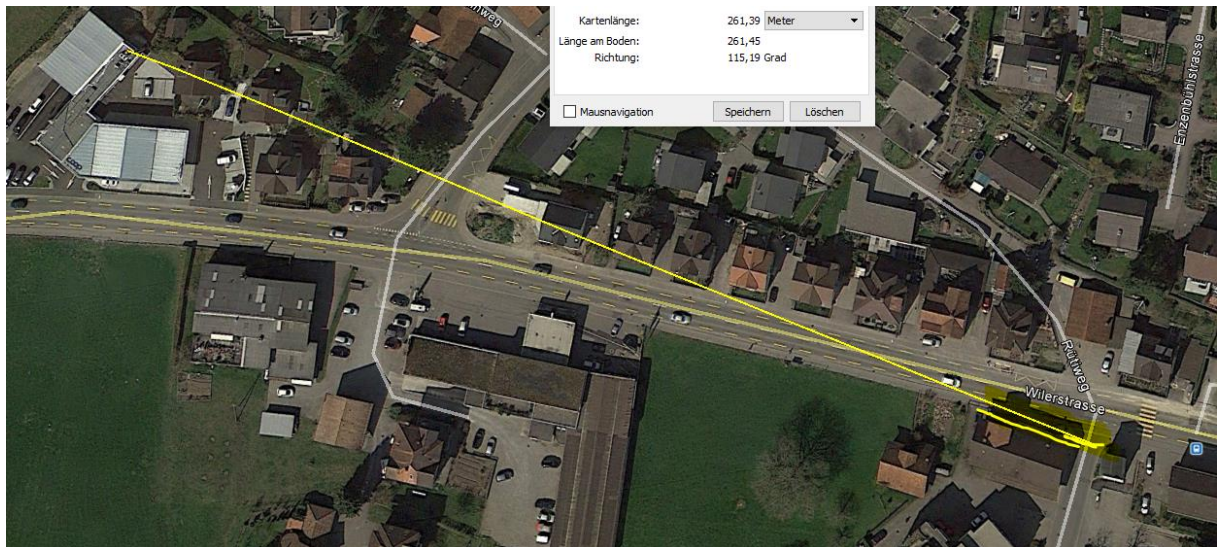 Kartenlänge: 261,39 Meter
Länge am Boden: 261,45
Richtung: 115,19 Grad
Mausnavigation Speichern Löschen
Enzenbühlstrasse
Rütiweg
Wilerstrasse